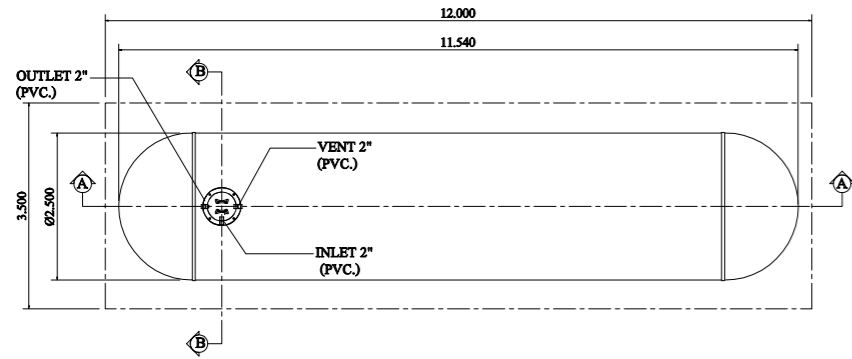 12.000
11.540
B
OUTLET 2"
(PVC.)
VENT 2"
(PVC.)
A
A
3.500
Ø2.500
INLET 2"
(PVC.)
B